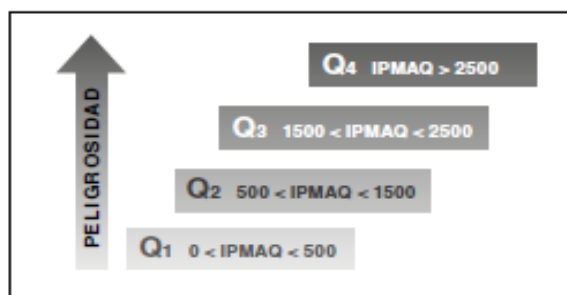 PELIGROSIDAD
Q4 IPMAQ > 2500
Q3 1500 < IPMAQ < 2500
Q2 500 < IPMAQ < 1500
Q1 0 < IPMAQ < 500